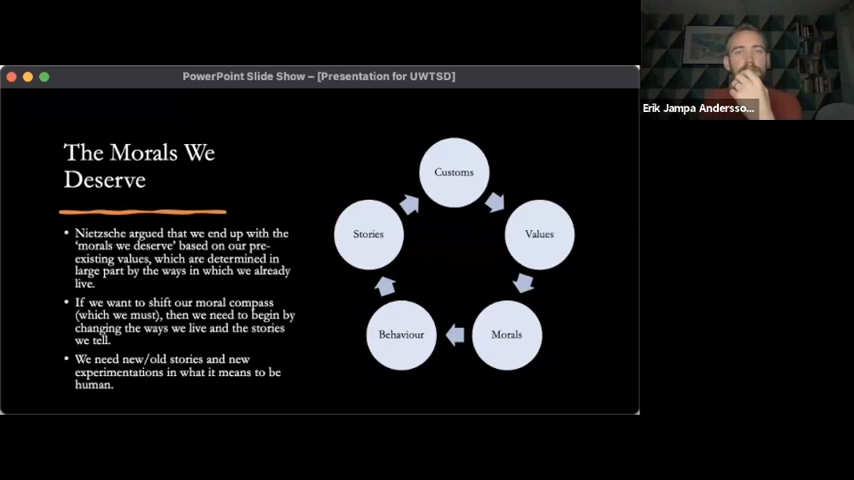 PowerPoint Slide Show – [Presentation for UWTSD]
Erik Jampa Andersso...
The Morals We
Deserve
• Nietzsche argued that we end up with the
‘morals we deserve’ based on our pre-
existing values, which are determined in
large part by the ways in which we already
live.
• If we want to shift our moral compass
(which we must), then we need to begin by
changing the ways we live and the stories
we tell.
• We need new/old stories and new
experimentations in what it means to be
human.
Customs
Values
Morals
Behaviour
Stories